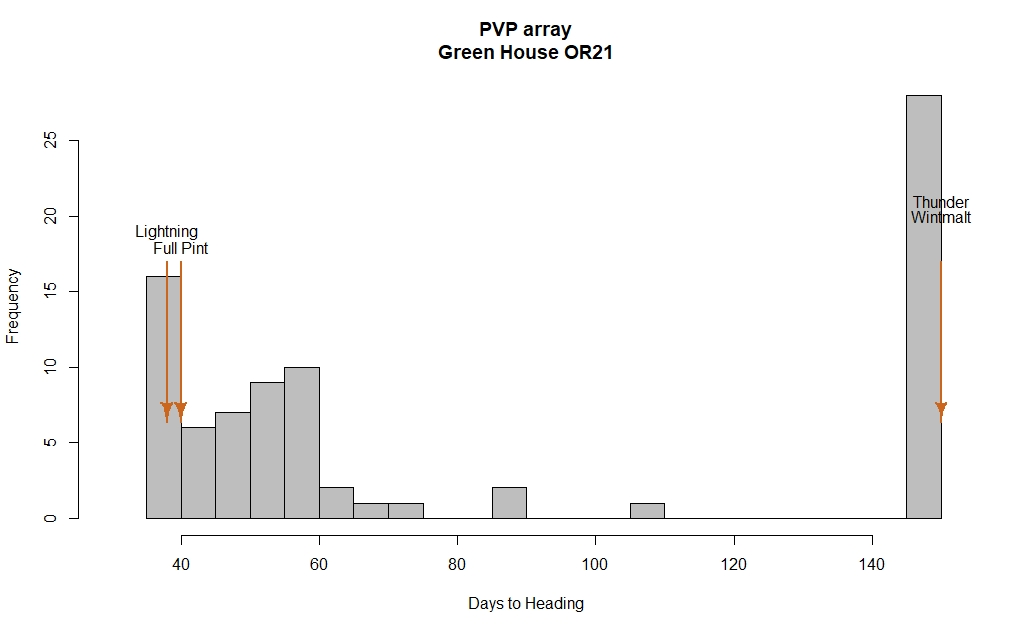 PVP array
Green House OR21
25
20
15
10
5
0
Frequency
Lightning
Full Pint
Thunder
Wintmalt
40 60 80 100 120 140
Days to Heading